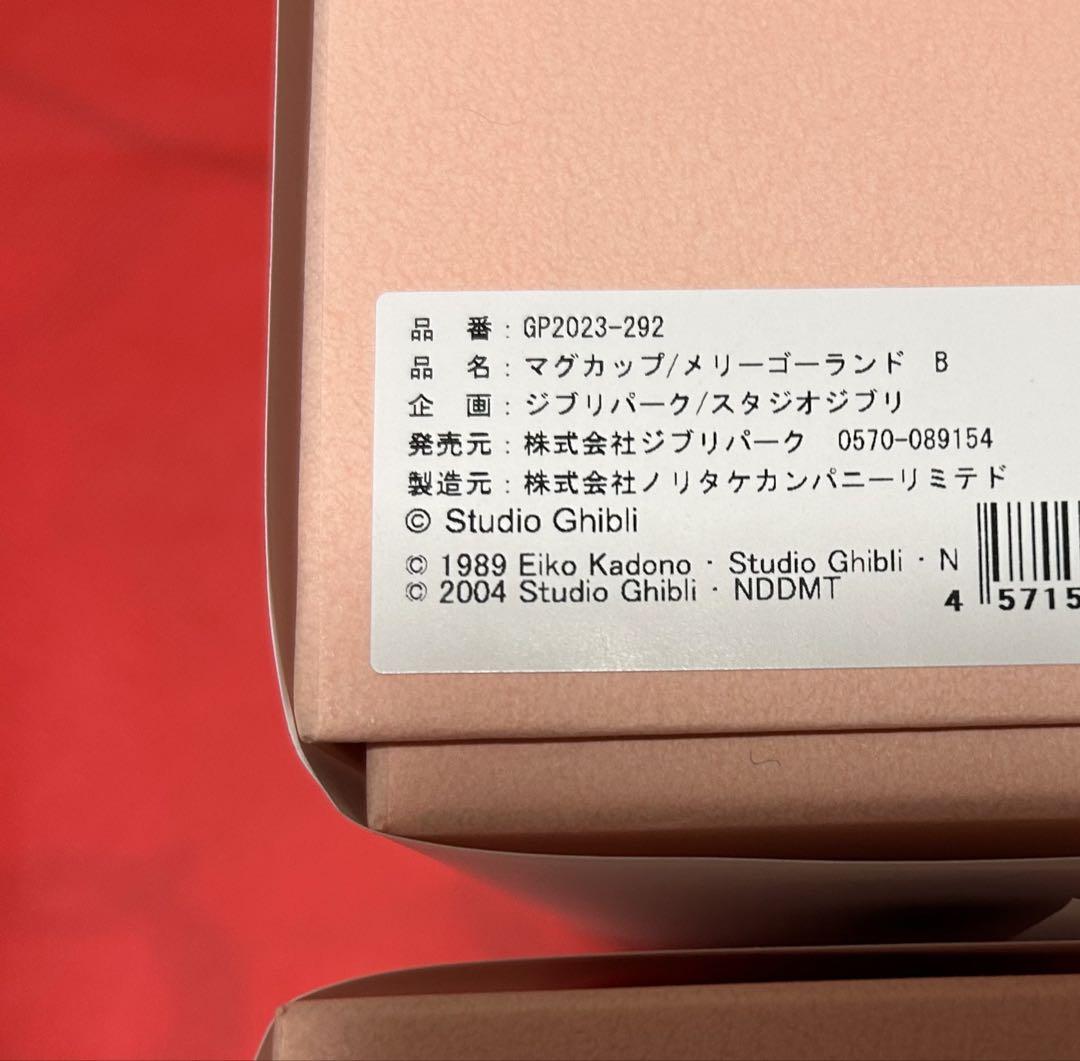 品 番:GP2023-292
品 名:マグカップ/メリーゴーランド B
企 画:ジブリパーク/スタジオジブリ
発売元:株式会社ジブリパーク 0570-089154
製造元:株式会社ノリタケカンパニーリミテド
© Studio Ghibli
© 1989 Eiko Kadono · Studio Ghibli · N
© 2004 Studio Ghibli · NDDMT
4 5715